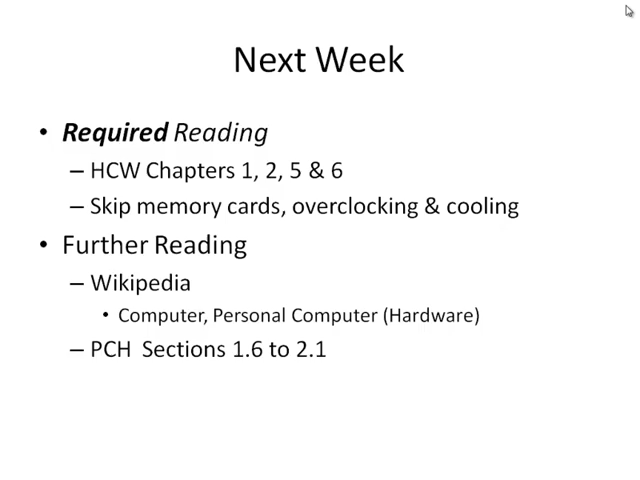 Next Week
• Required Reading
– HCW Chapters 1, 2, 5 & 6
– Skip memory cards, overclocking & cooling
• Further Reading
– Wikipedia
• Computer, Personal Computer (Hardware)
– PCH Sections 1.6 to 2.1